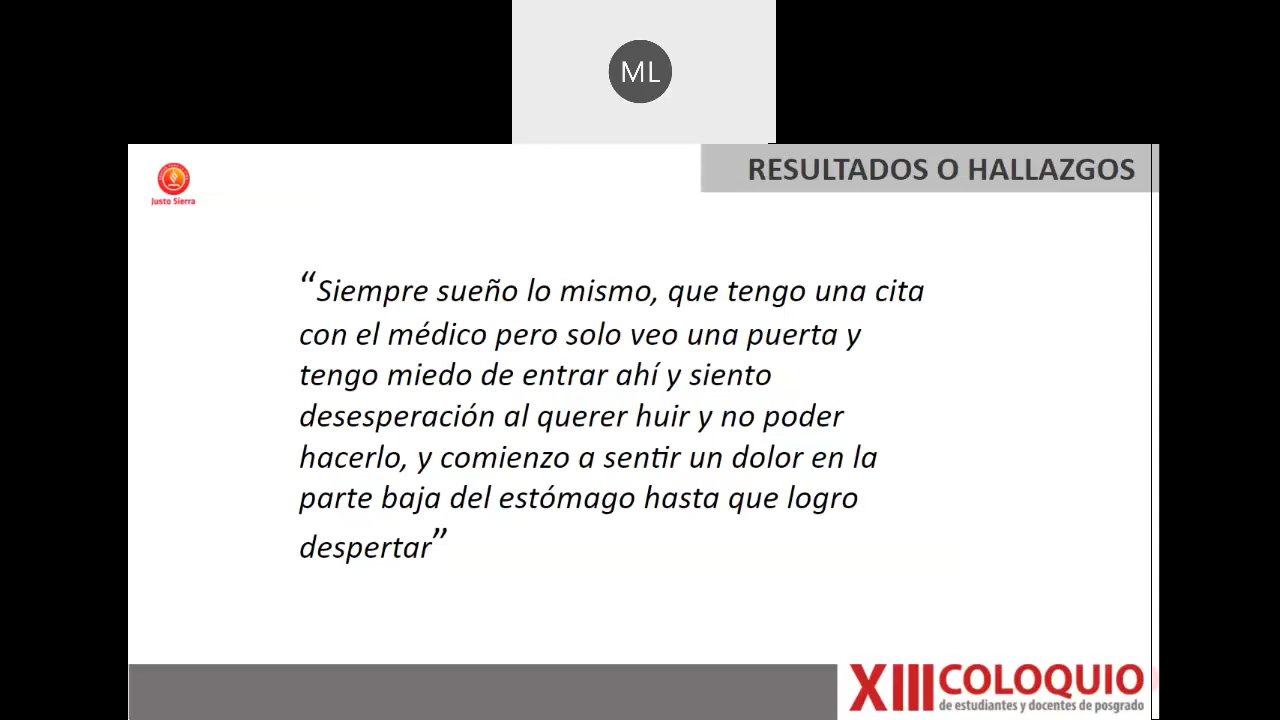 ML
RESULTADOS O HALLAZGOS
Justo Sierra
“Siempre sueño lo mismo, que tengo una cita
con el médico pero solo veo una puerta y
tengo miedo de entrar ahí y siento
desesperación al querer huir y no poder
hacerlo, y comienzo a sentir un dolor en la
parte baja del estómago hasta que logro
despertar”
XIII COLOQUIO
de estudiantes y docentes de posgrado